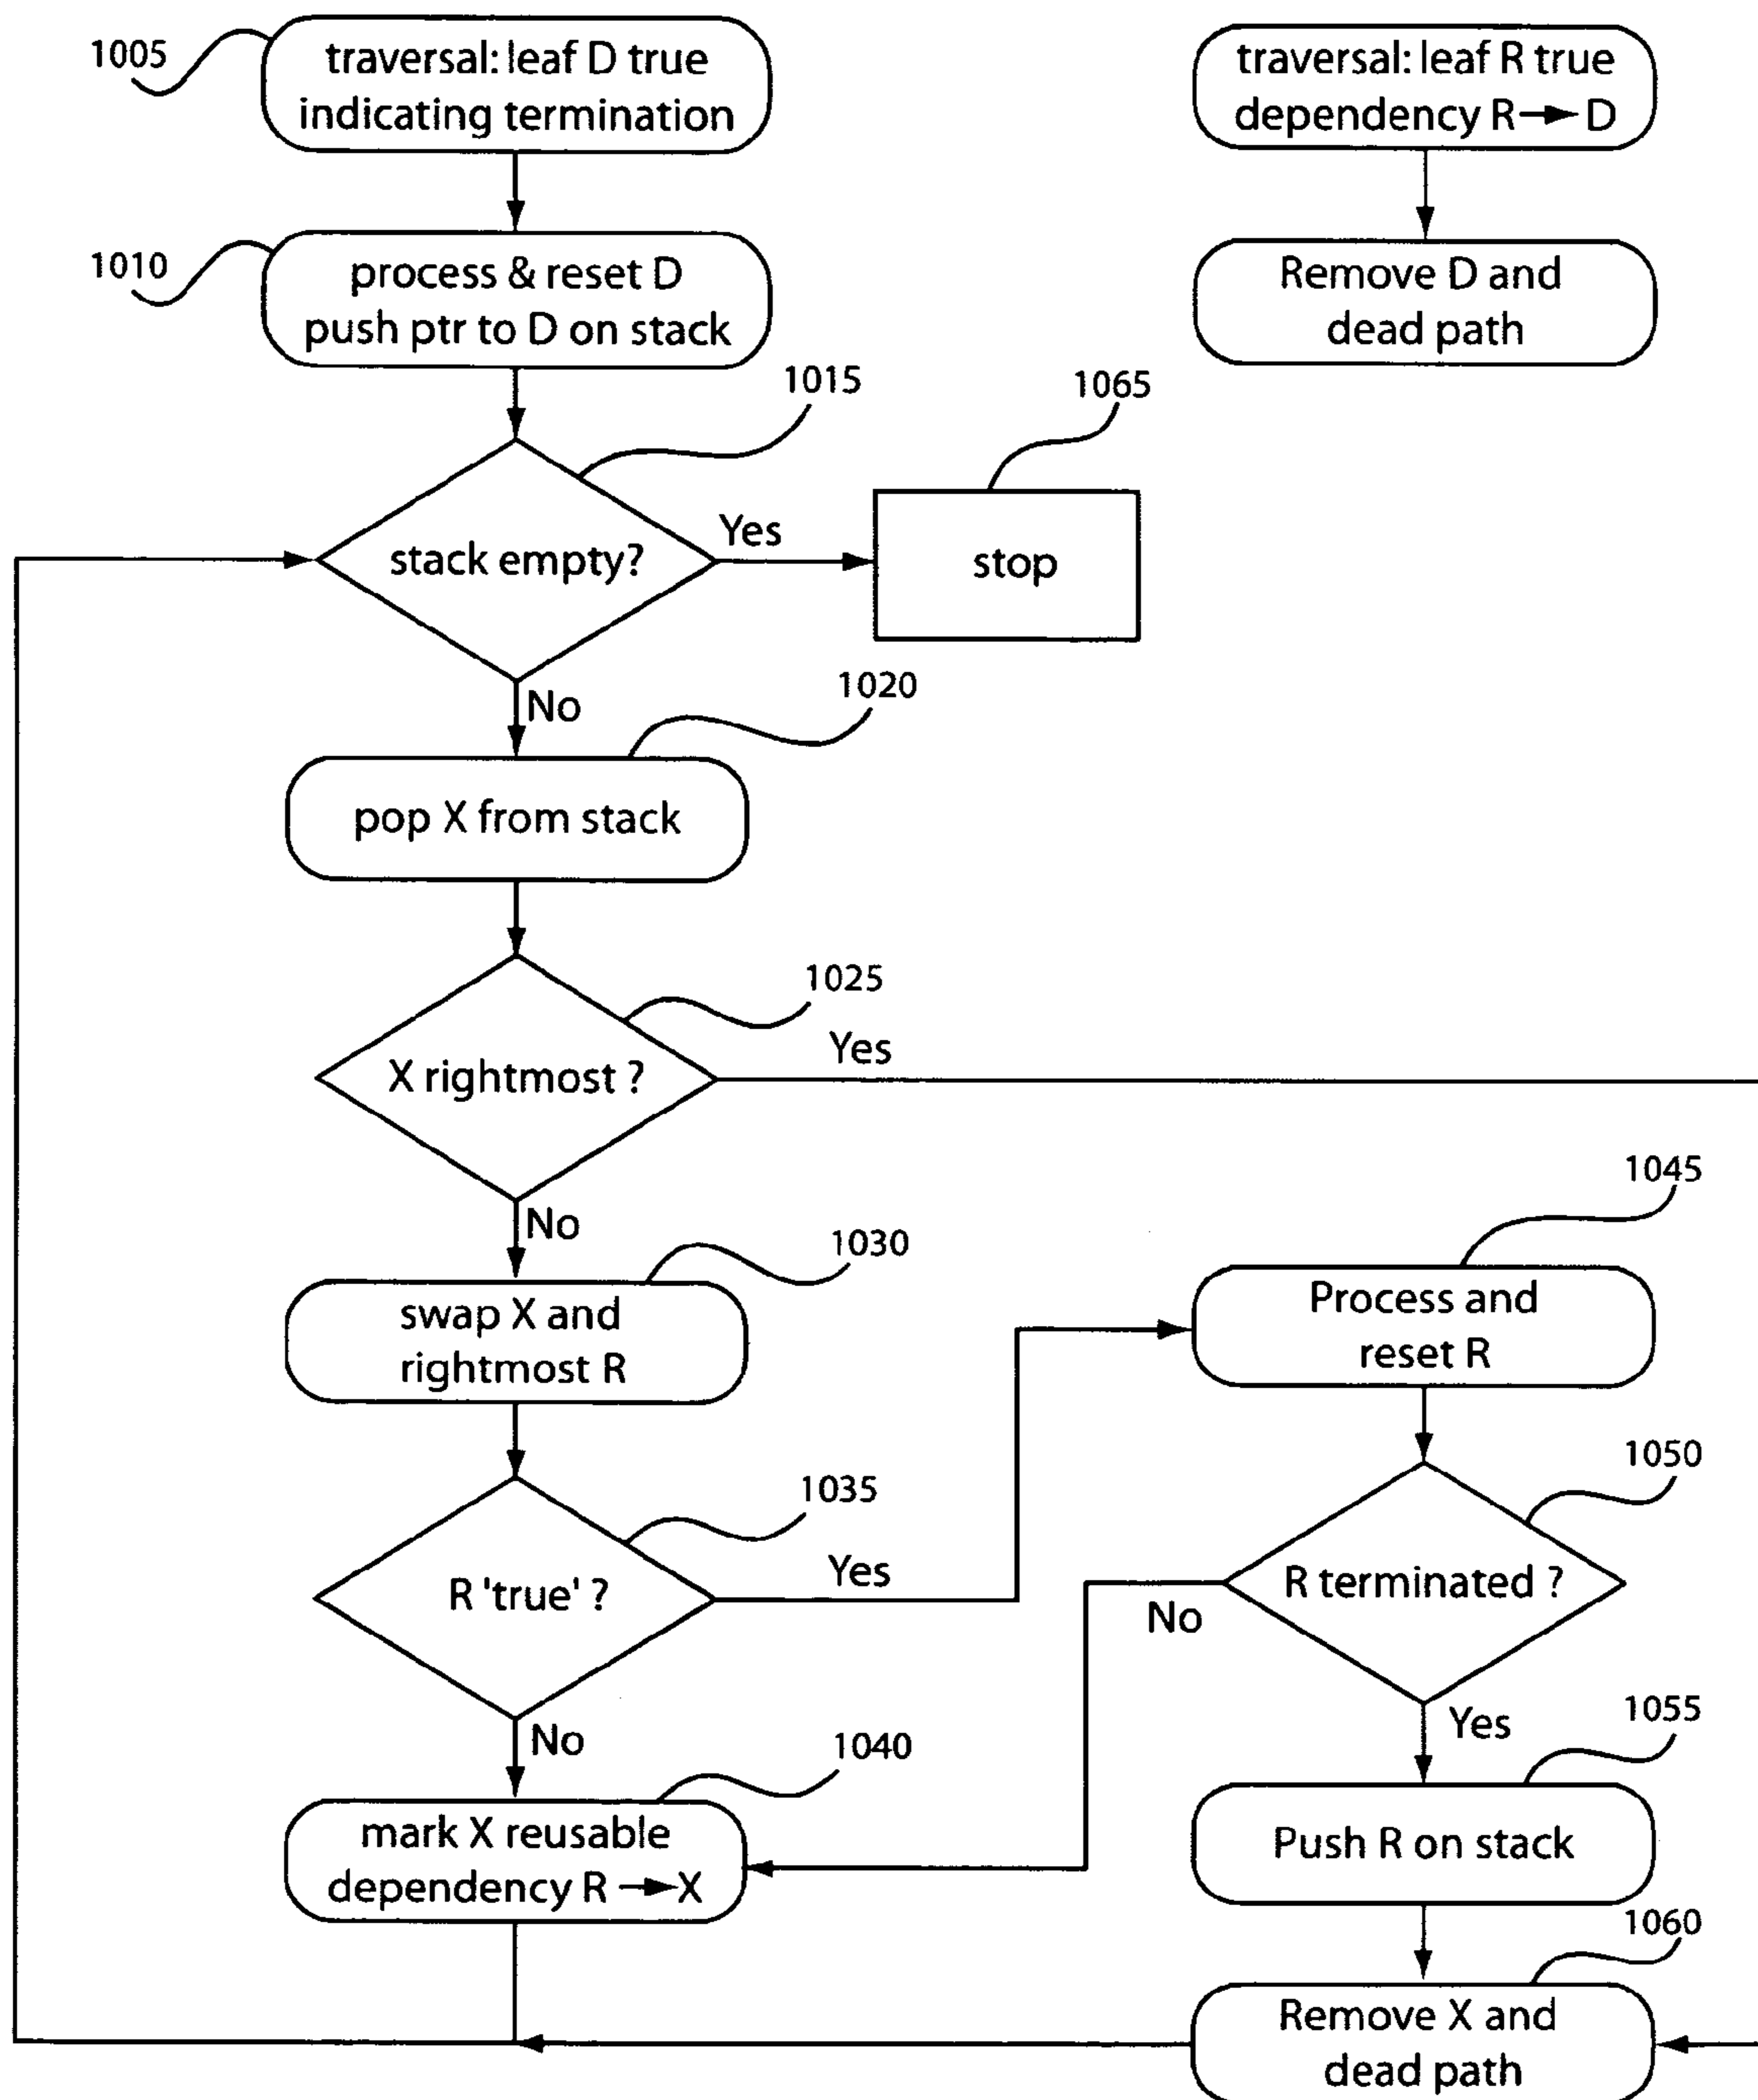 1005
traversal: leaf D true
indicating termination
traversal: leaf R true
dependency R → D
1010
process & reset D
push ptr to D on stack
Remove D and
dead path
1015
1065
stack empty?
Yes
stop
No
1020
pop X from stack
1025
X rightmost ?
Yes
No
1030
swap X and
rightmost R
1045
Process and
reset R
1035
R 'true' ?
Yes
1050
R terminated ?
No
Yes
No
1040
mark X reusable
dependency R → X
1055
Push R on stack
1060
Remove X and
dead path